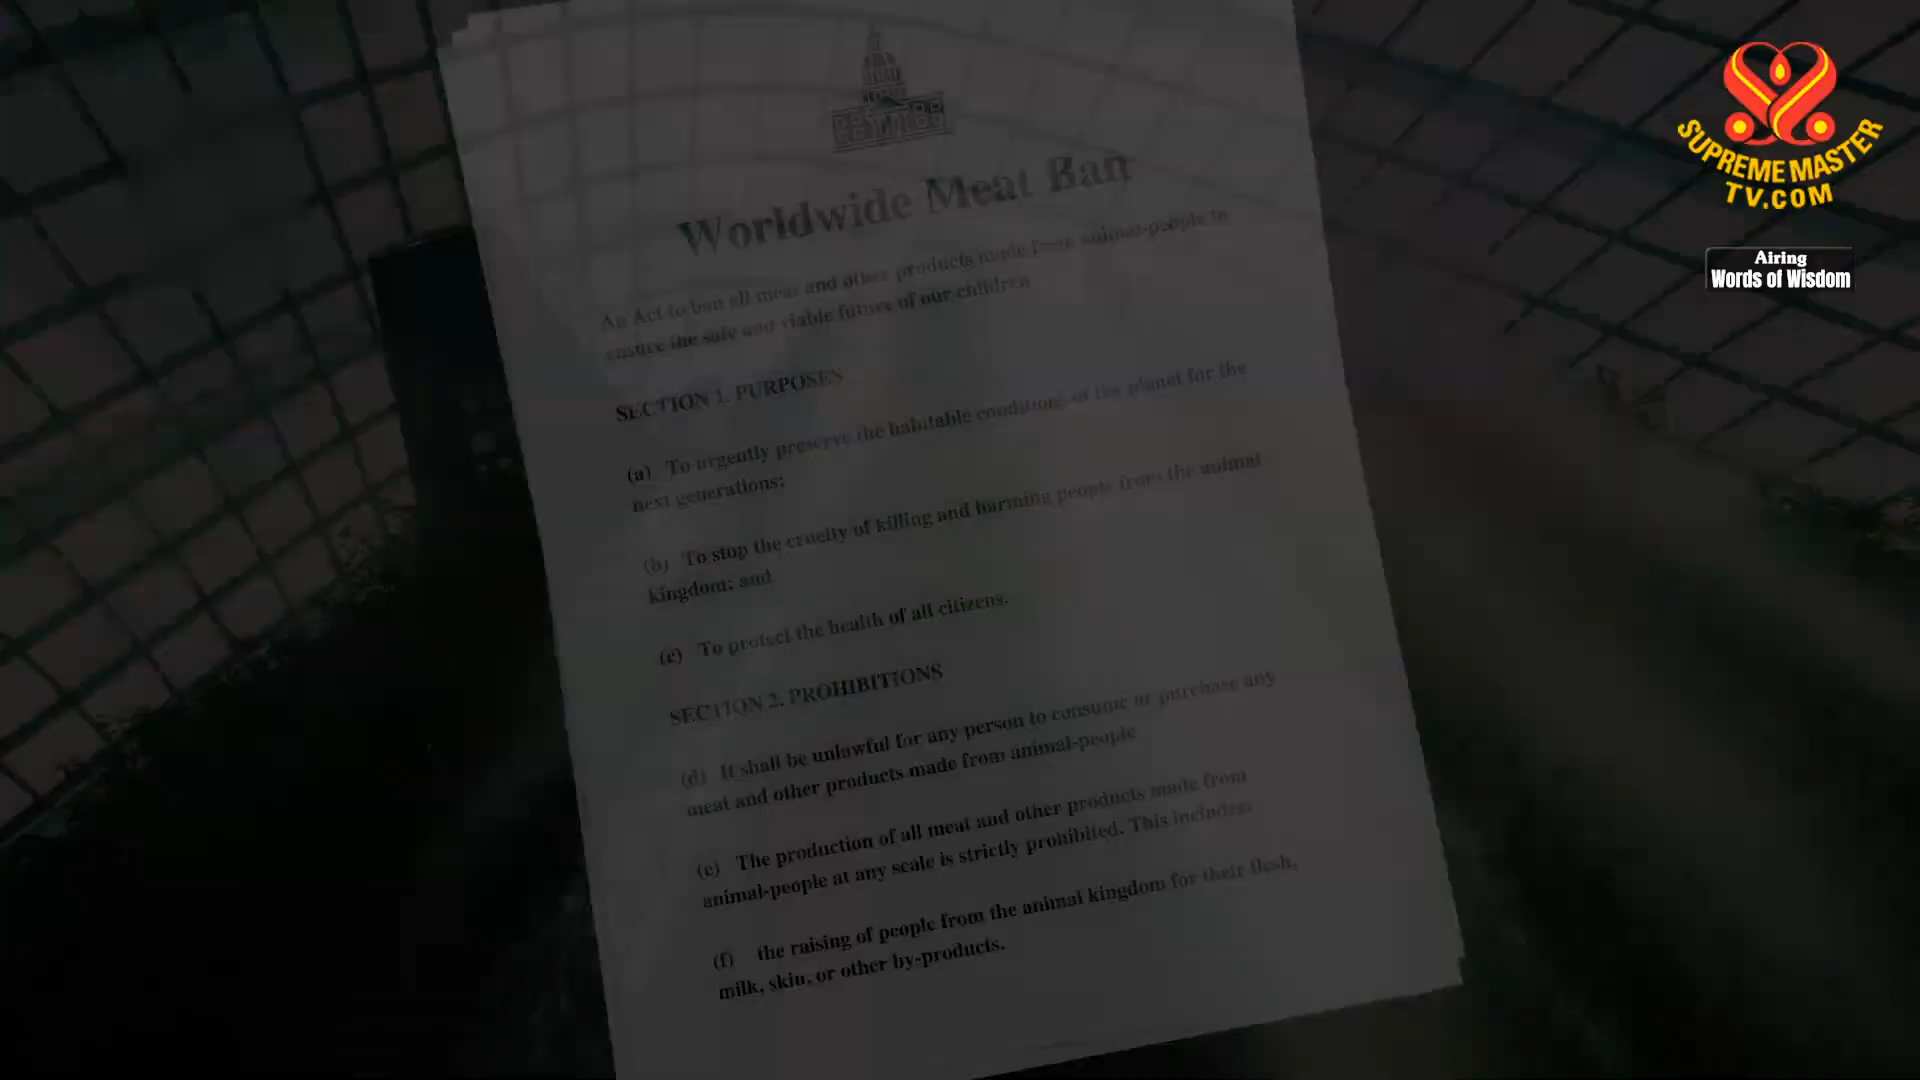 Worldwide Meat Ban
An Act to ban all meat and other products made from animal-people to
ensure the safe and viable future of our children
SECTION 1. PURPOSES
(a) To urgently preserve the habitable conditions of the planet for the
next generations;
(b) To stop the cruelty of killing and harming people from the animal
kingdom; and
(c) To protect the health of all citizens.
SECTION 2. PROHIBITIONS
(d) It shall be unlawful for any person to consume or purchase any
meat and other products made from animal-people
(e) The production of all meat and other products made from
animal-people at any scale is strictly prohibited. This includes:
(f) the raising of people from the animal kingdom for their flesh,
milk, skin, or other by-products.
SUPREME MASTER
TV.COM
Airing
Words of Wisdom